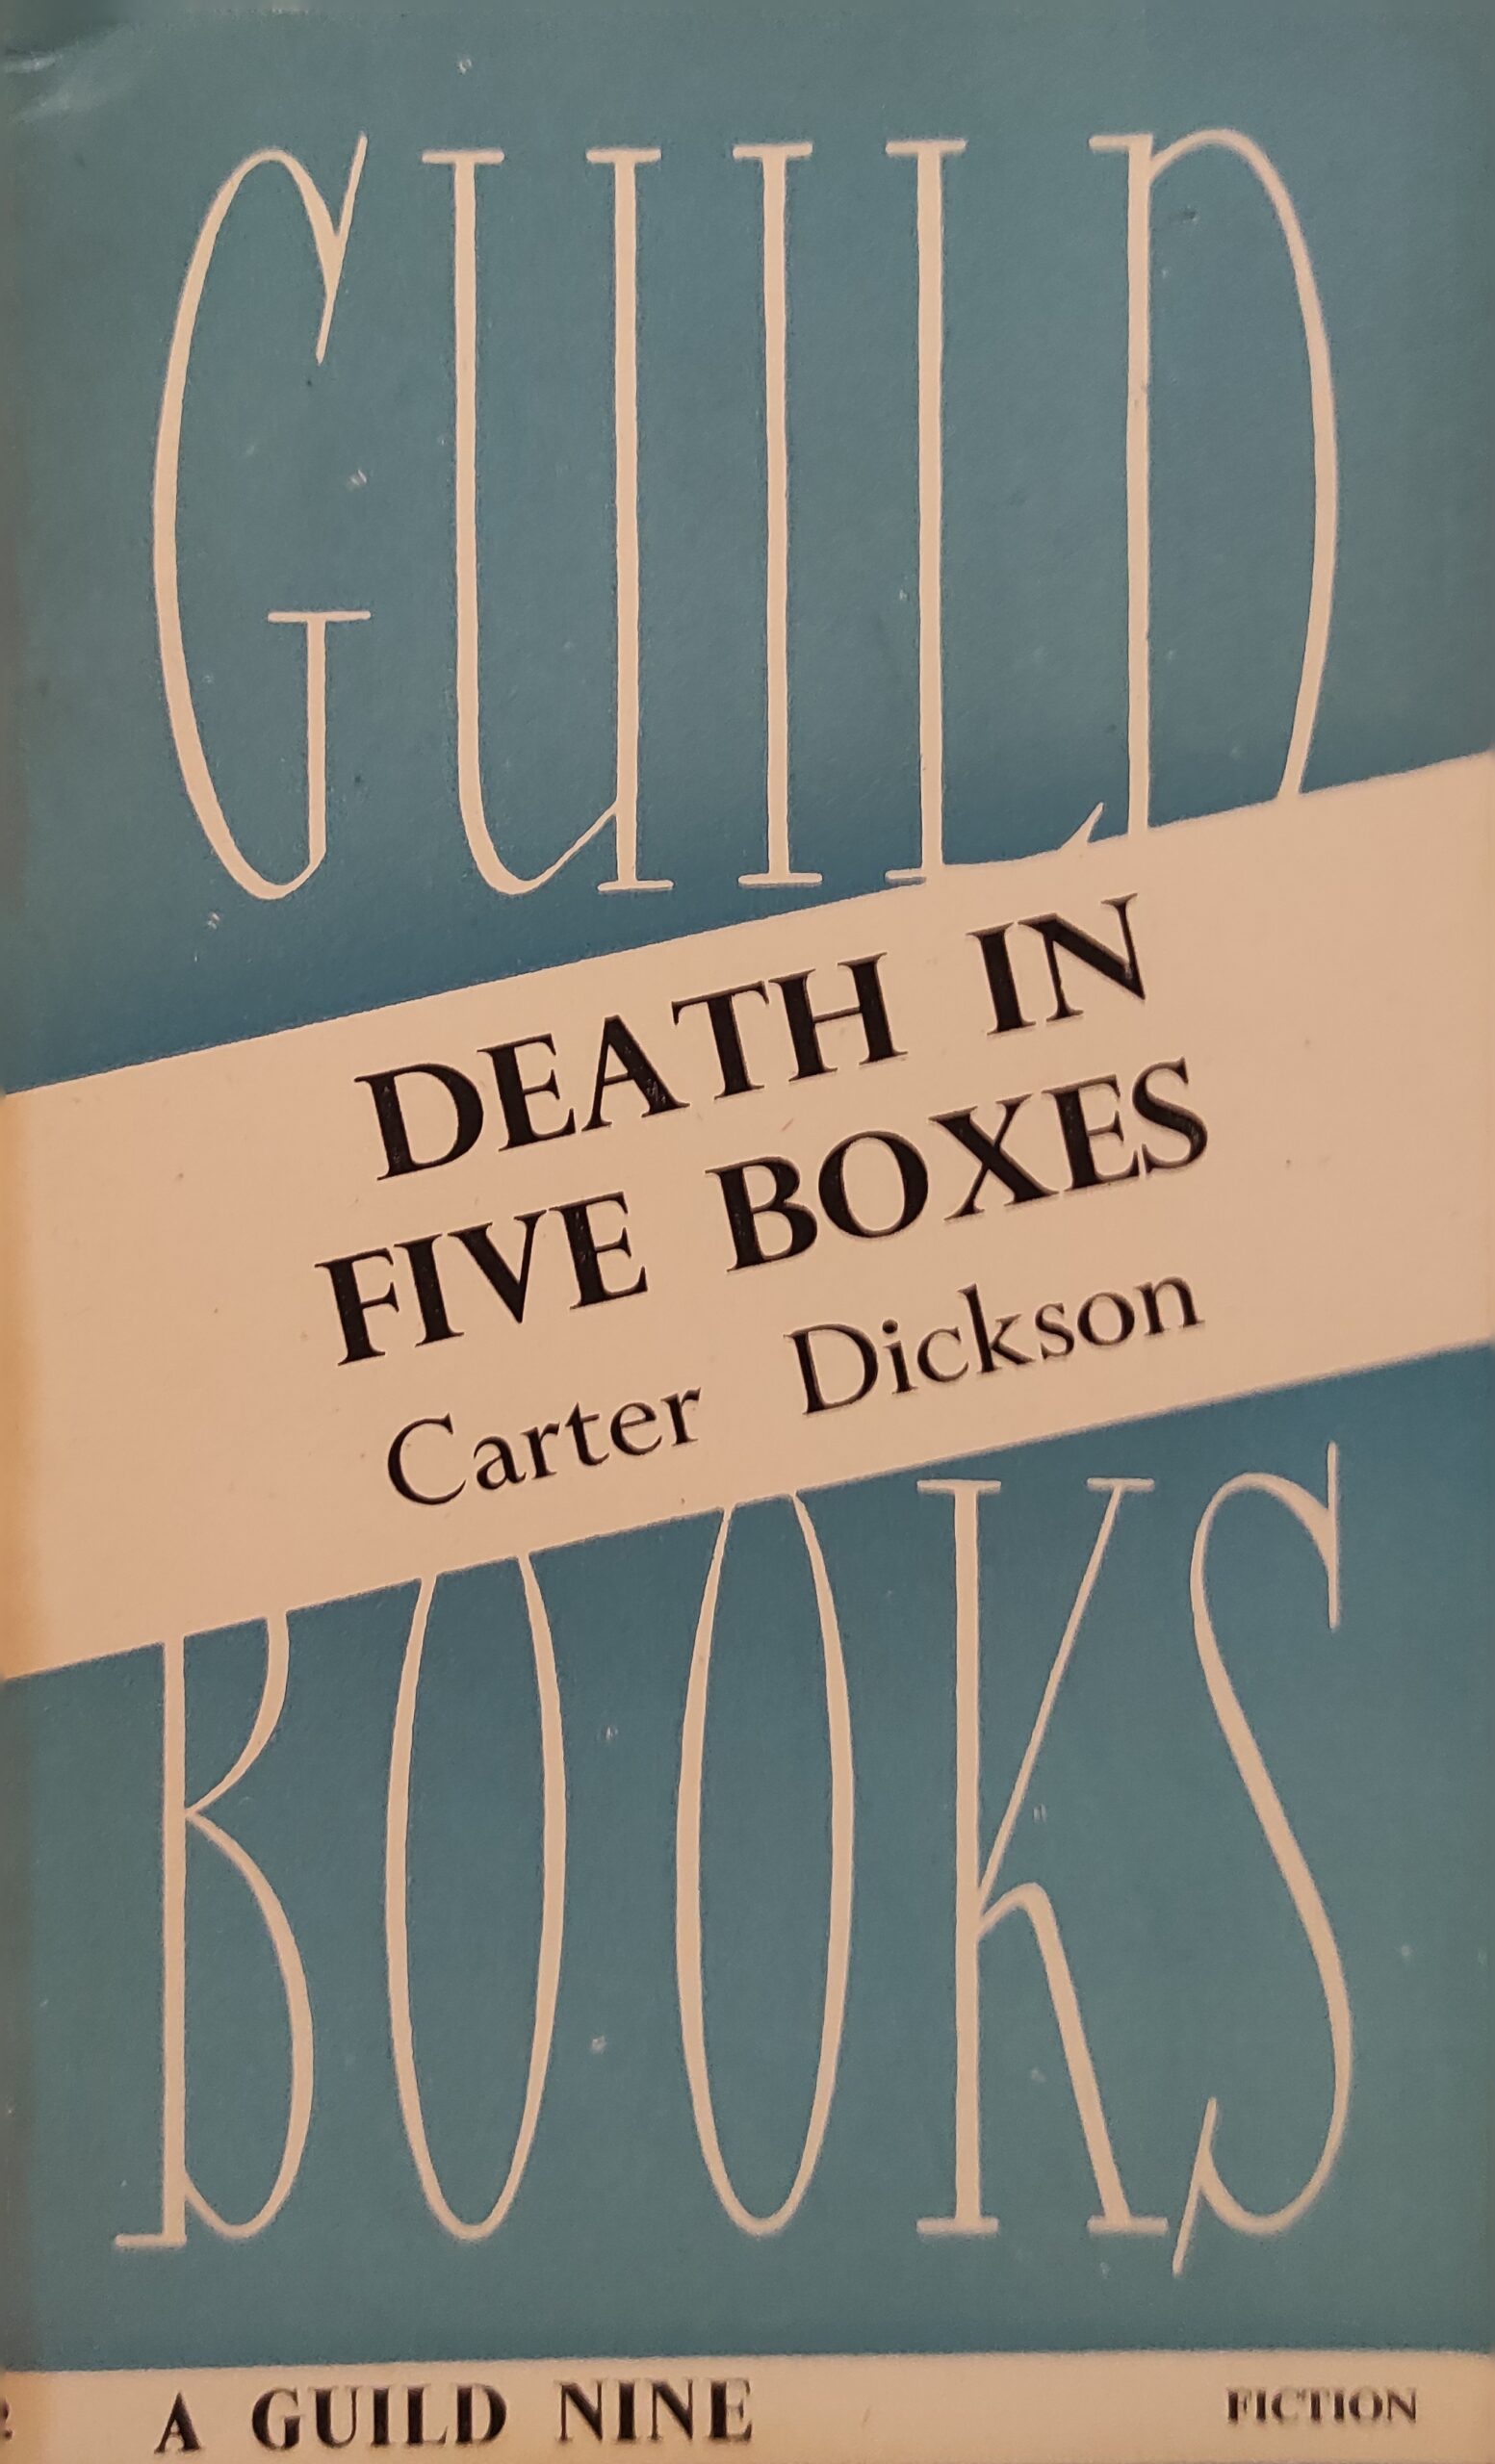 GUILD
DEATH IN
FIVE BOXES
Carter Dickson
BOOKS
A GUILD NINE
FICTION